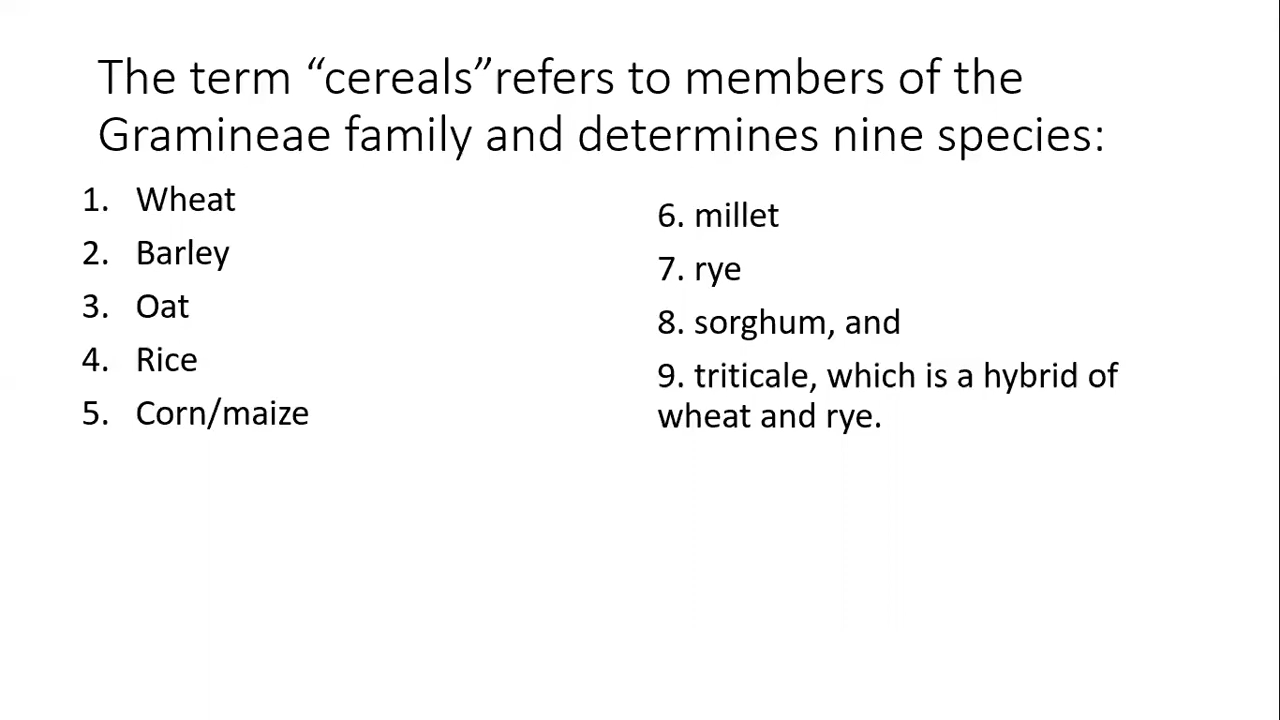 The term “cereals”refers to members of the
Gramineae family and determines nine species:
1. Wheat
2. Barley
3. Oat
4. Rice
5. Corn/maize
6. millet
7. rye
8. sorghum, and
9. triticale, which is a hybrid of
wheat and rye.